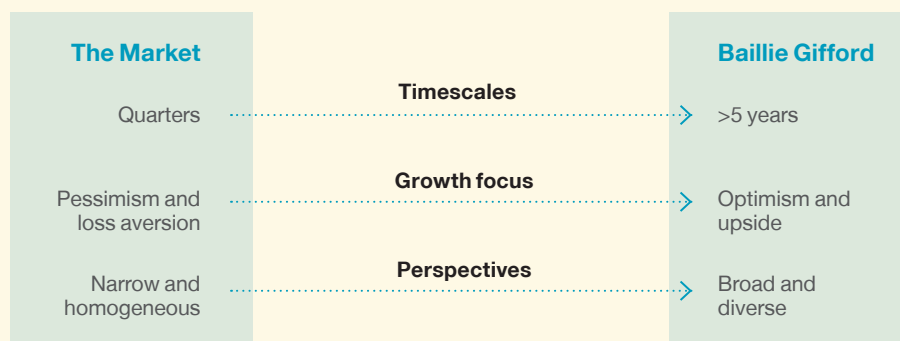 The Market
Baillie Gifford
Timescales
Quarters
>5 years
Growth focus
Pessimism and
loss aversion
Optimism and
upside
Perspectives
Narrow and
homogeneous
Broad and
diverse